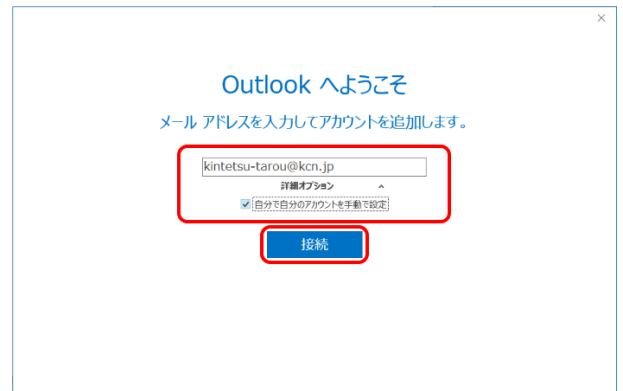 Outlook へようこそ
メール アドレスを入力してアカウントを追加します。
kintetsu-tarou@kcn.jp
詳細オプション
自分で自分のアカウントを手動で設定
接続